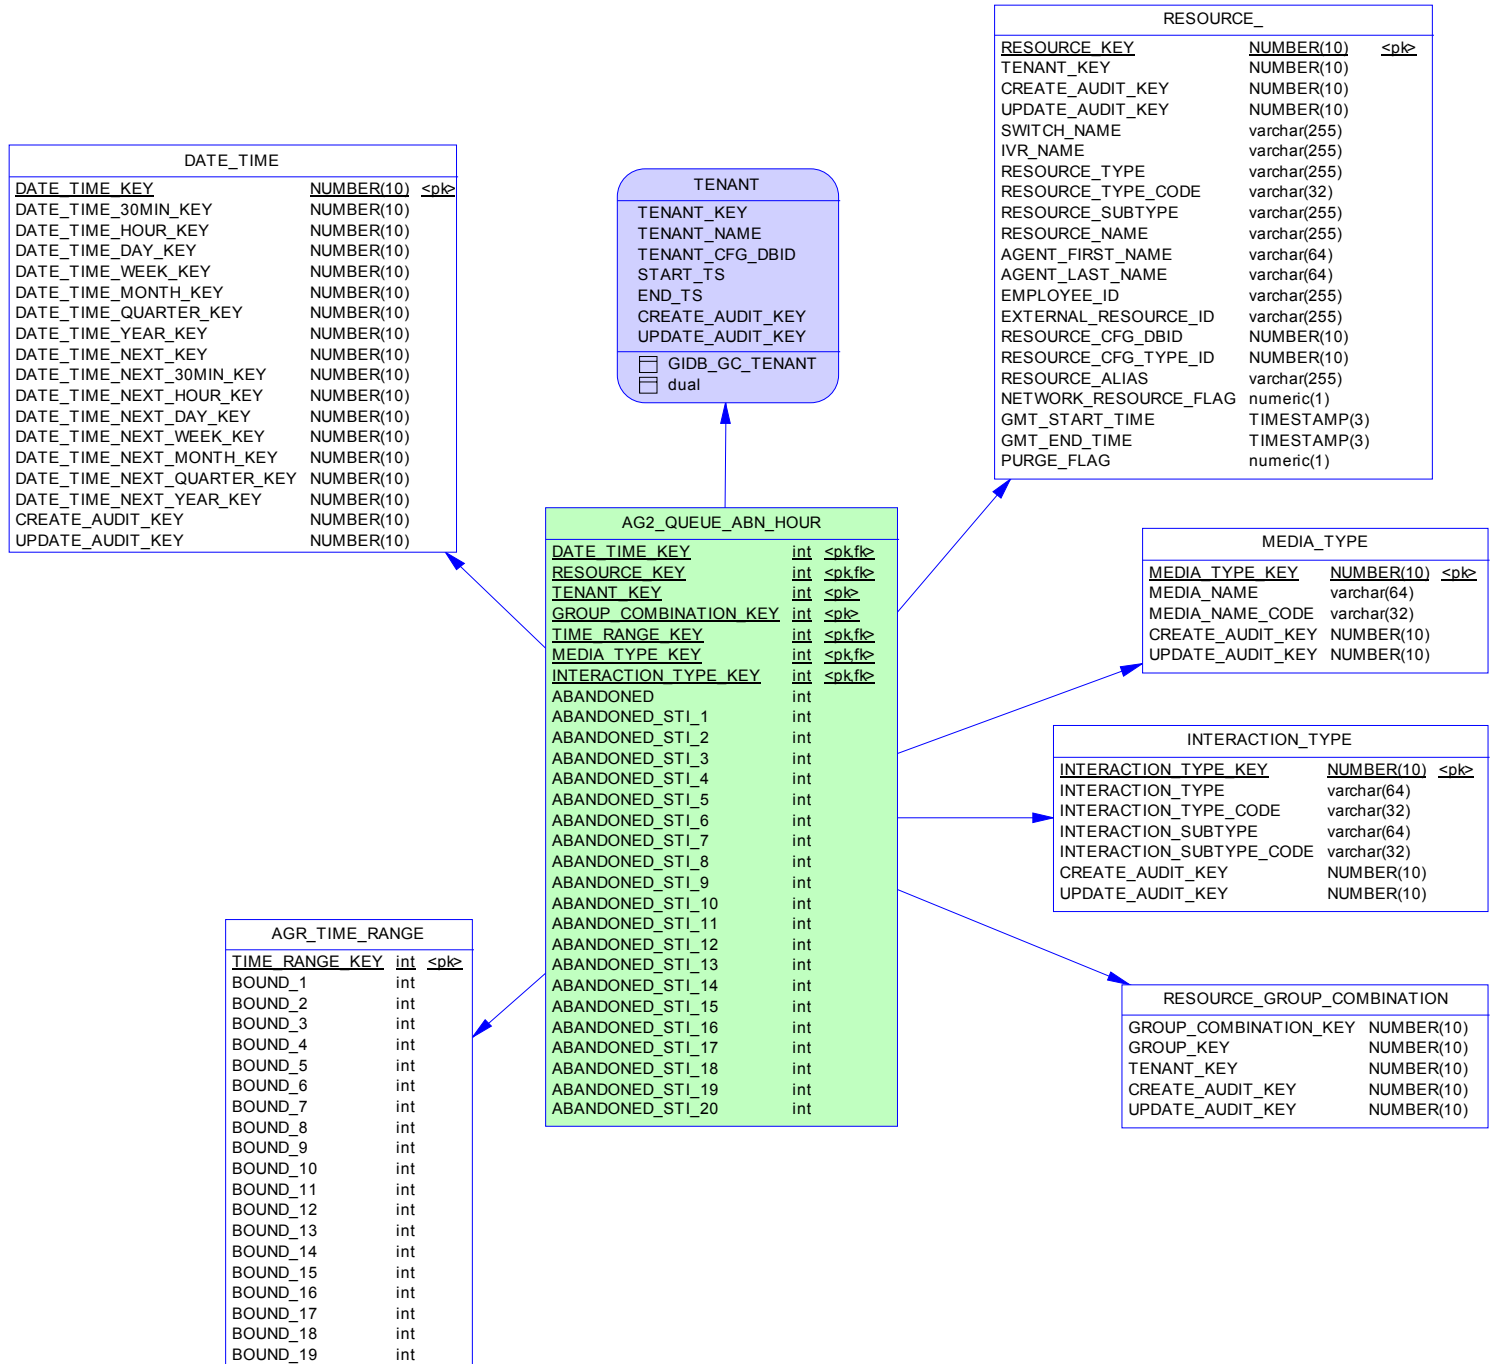 RESOURCE_
RESOURCE_KEY NUMBER(10) <pk>
TENANT_KEY NUMBER(10)
CREATE_AUDIT_KEY NUMBER(10)
UPDATE_AUDIT_KEY NUMBER(10)
SWITCH_NAME varchar(255)
IVR_NAME varchar(255)
RESOURCE_TYPE varchar(255)
RESOURCE_TYPE_CODE varchar(32)
RESOURCE_SUBTYPE varchar(255)
RESOURCE_NAME varchar(255)
AGENT_FIRST_NAME varchar(64)
AGENT_LAST_NAME varchar(64)
EMPLOYEE_ID varchar(255)
EXTERNAL_RESOURCE_ID varchar(255)
RESOURCE_CFG_DBID NUMBER(10)
RESOURCE_CFG_TYPE_ID NUMBER(10)
RESOURCE_ALIAS varchar(255)
NETWORK_RESOURCE_FLAG numeric(1)
GMT_START_TIME TIMESTAMP(3)
GMT_END_TIME TIMESTAMP(3)
PURGE_FLAG numeric(1)
DATE_TIME
DATE_TIME_KEY NUMBER(10) <pk>
DATE_TIME_30MIN_KEY NUMBER(10)
DATE_TIME_HOUR_KEY NUMBER(10)
DATE_TIME_DAY_KEY NUMBER(10)
DATE_TIME_WEEK_KEY NUMBER(10)
DATE_TIME_MONTH_KEY NUMBER(10)
DATE_TIME_QUARTER_KEY NUMBER(10)
DATE_TIME_YEAR_KEY NUMBER(10)
DATE_TIME_NEXT_KEY NUMBER(10)
DATE_TIME_NEXT_30MIN_KEY NUMBER(10)
DATE_TIME_NEXT_HOUR_KEY NUMBER(10)
DATE_TIME_NEXT_DAY_KEY NUMBER(10)
DATE_TIME_NEXT_WEEK_KEY NUMBER(10)
DATE_TIME_NEXT_MONTH_KEY NUMBER(10)
DATE_TIME_NEXT_QUARTER_KEY NUMBER(10)
DATE_TIME_NEXT_YEAR_KEY NUMBER(10)
CREATE_AUDIT_KEY NUMBER(10)
UPDATE_AUDIT_KEY NUMBER(10)
TENANT
TENANT_KEY
TENANT_NAME
TENANT_CFG_DBID
START_TS
END_TS
CREATE_AUDIT_KEY
UPDATE_AUDIT_KEY
GIDB_GC_TENANT
dual
AG2_QUEUE_ABN_HOUR
DATE_TIME_KEY int <pk,fk>
RESOURCE_KEY int <pk,fk>
TENANT_KEY int <pk>
GROUP_COMBINATION_KEY int <pk>
TIME_RANGE_KEY int <pk,fk>
MEDIA_TYPE_KEY int <pk,fk>
INTERACTION_TYPE_KEY int <pk,fk>
ABANDONED int
ABANDONED_STI_1 int
ABANDONED_STI_2 int
ABANDONED_STI_3 int
ABANDONED_STI_4 int
ABANDONED_STI_5 int
ABANDONED_STI_6 int
ABANDONED_STI_7 int
ABANDONED_STI_8 int
ABANDONED_STI_9 int
ABANDONED_STI_10 int
ABANDONED_STI_11 int
ABANDONED_STI_12 int
ABANDONED_STI_13 int
ABANDONED_STI_14 int
ABANDONED_STI_15 int
ABANDONED_STI_16 int
ABANDONED_STI_17 int
ABANDONED_STI_18 int
ABANDONED_STI_19 int
ABANDONED_STI_20 int
MEDIA_TYPE
MEDIA_TYPE_KEY NUMBER(10) <pk>
MEDIA_NAME varchar(64)
MEDIA_NAME_CODE varchar(32)
CREATE_AUDIT_KEY NUMBER(10)
UPDATE_AUDIT_KEY NUMBER(10)
INTERACTION_TYPE
INTERACTION_TYPE_KEY NUMBER(10) <pk>
INTERACTION_TYPE varchar(64)
INTERACTION_TYPE_CODE varchar(32)
INTERACTION_SUBTYPE varchar(64)
INTERACTION_SUBTYPE_CODE varchar(32)
CREATE_AUDIT_KEY NUMBER(10)
UPDATE_AUDIT_KEY NUMBER(10)
RESOURCE_GROUP_COMBINATION
GROUP_COMBINATION_KEY NUMBER(10)
GROUP_KEY NUMBER(10)
TENANT_KEY NUMBER(10)
CREATE_AUDIT_KEY NUMBER(10)
UPDATE_AUDIT_KEY NUMBER(10)
AGR_TIME_RANGE
TIME_RANGE_KEY int <pk>
BOUND_1 int
BOUND_2 int
BOUND_3 int
BOUND_4 int
BOUND_5 int
BOUND_6 int
BOUND_7 int
BOUND_8 int
BOUND_9 int
BOUND_10 int
BOUND_11 int
BOUND_12 int
BOUND_13 int
BOUND_14 int
BOUND_15 int
BOUND_16 int
BOUND_17 int
BOUND_18 int
BOUND_19 int